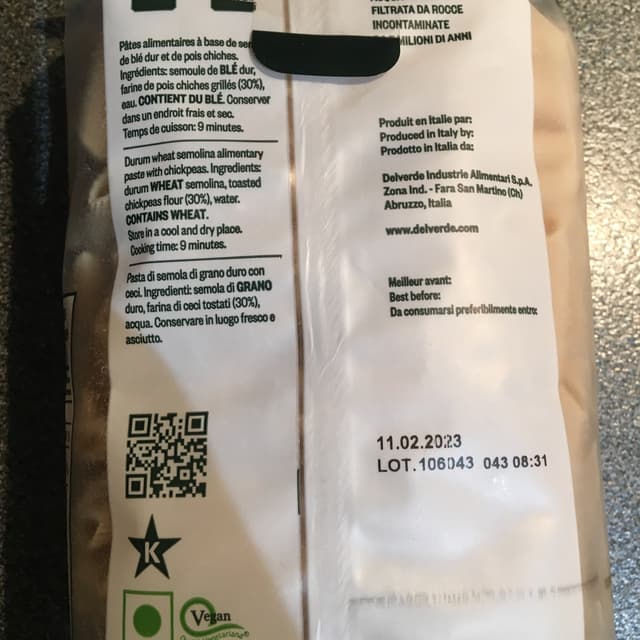 Pâtes alimentaires à base de
de blé dur et de pois chiches.
Ingrédients: semoule de BLÉ dur,
farine de pois chiches grillés (30%),
eau. CONTIENT DU BLÉ. Conserver
dans un endroit frais et sec.
Temps de cuisson: 9 minutes.
Durum wheat semolina alimentary
paste with chickpeas. Ingredients:
durum WHEAT semolina, toasted
chickpeas flour (30%), water.
CONTAINS WHEAT.
Store in a cool and dry place.
Cooking time: 9 minutes.
Pasta di semola di grano duro con
ceci. Ingredienti: semola di GRANO
duro, farina di ceci tostati (30%),
acqua. Conservare in luogo fresco e
asciutto.
K
Vegan
FILTRATA DA ROCCE
INCONTAMINATE
MILIONI DI ANNI
Produit en Italie par:
Produced in Italy by:
Prodotto in Italia da:
Delverde Industrie Alimentari S.p.A.
Zona Ind. - Fara San Martino (Ch)
Abruzzo, Italia
www.delverde.com
Meilleur avant:
Best before:
Da consumarsi preferibilmente entro:
11.02.2023
LOT.106043 043 08:31